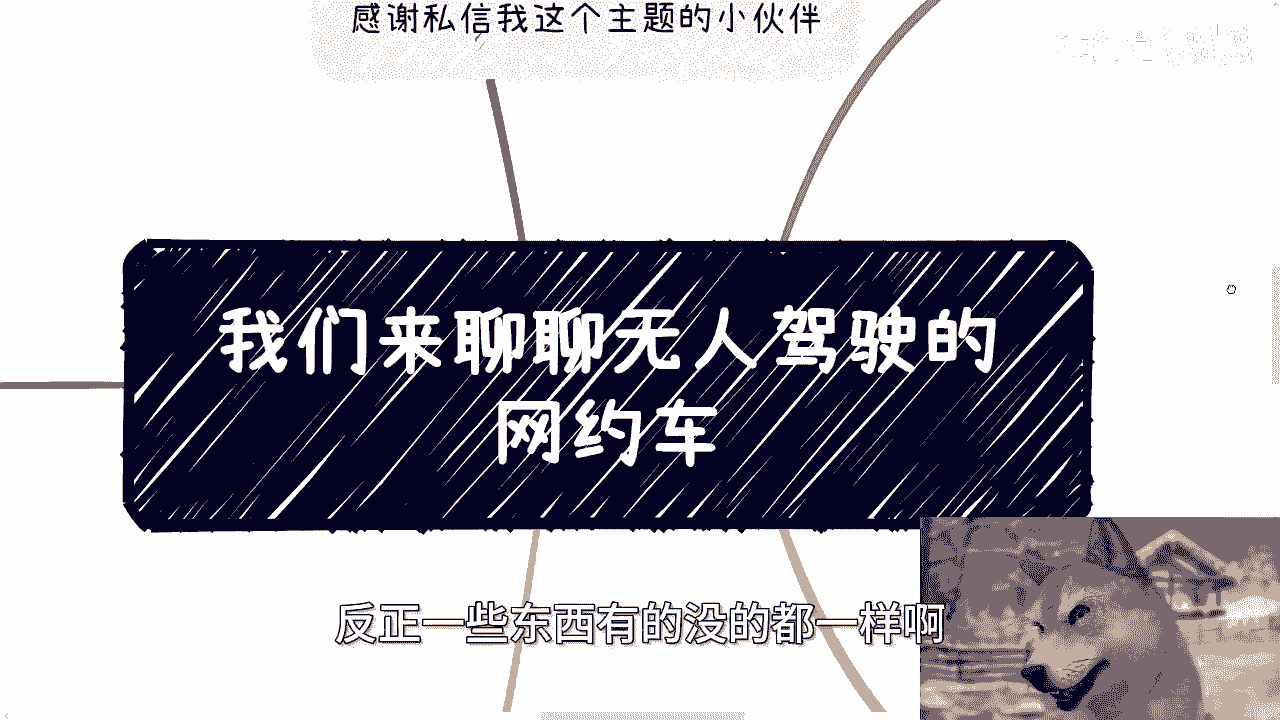 感谢私信我这个主题的小伙伴
我们来聊聊无人驾驶的
网约车
反正一些东西有的没的都一样啊